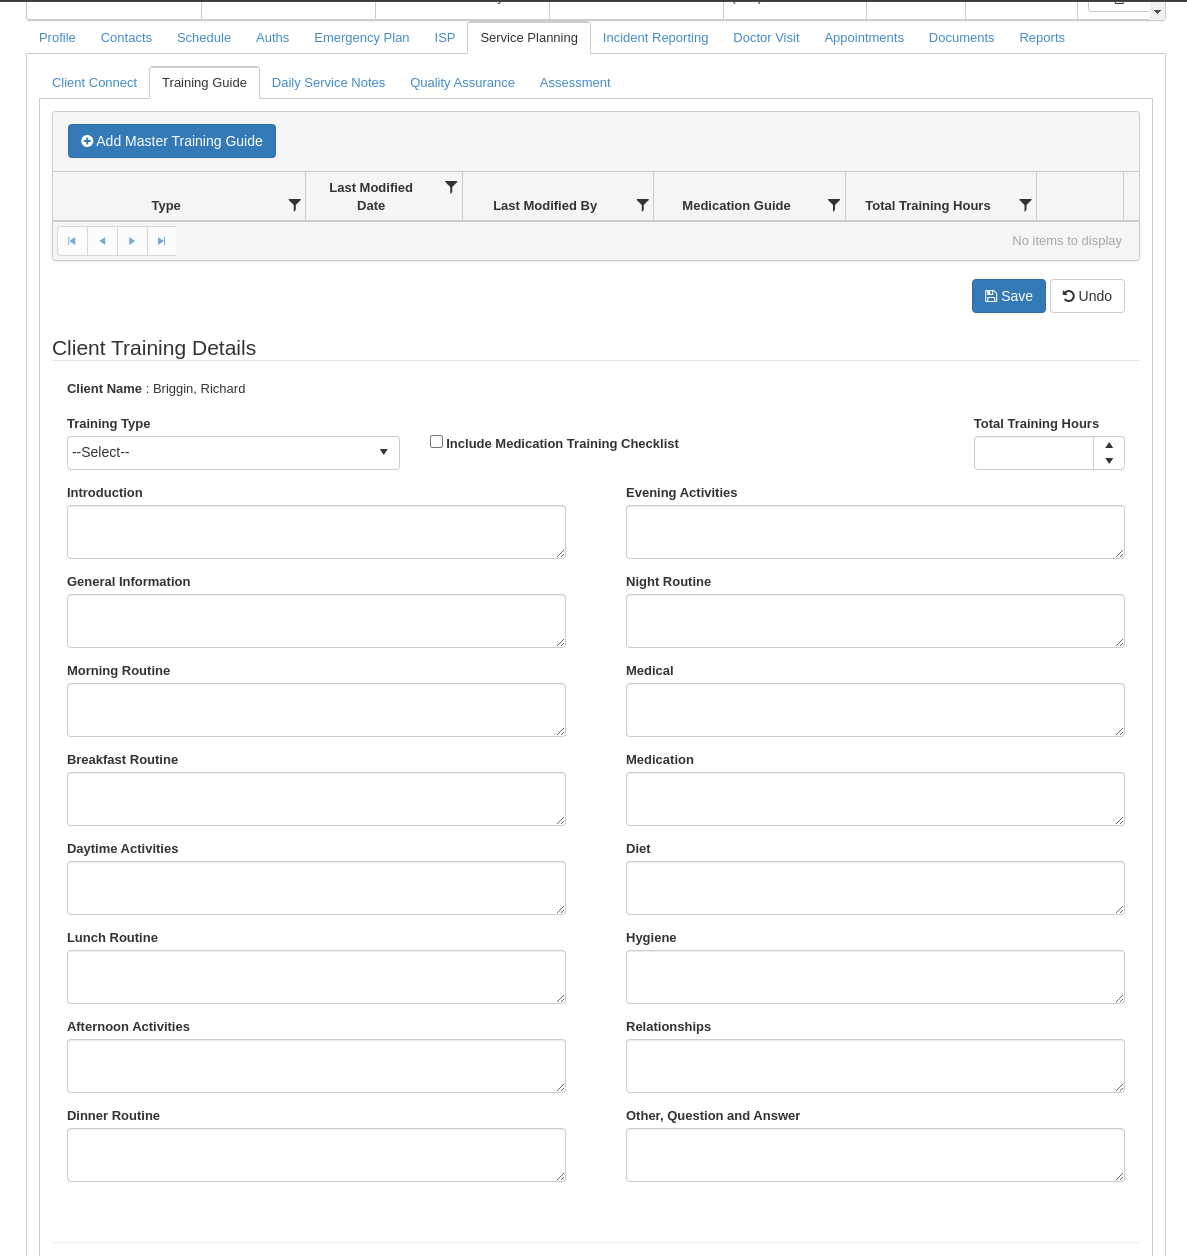 Profile Contacts Schedule Auths Emergency Plan ISP Service Planning Incident Reporting Doctor Visit Appointments Documents Reports
Client Connect Training Guide Daily Service Notes Quality Assurance Assessment
Add Master Training Guide
Type Last Modified Date Last Modified By Medication Guide Total Training Hours
No items to display
Save Undo
Client Training Details
Client Name : Briggin, Richard
Training Type
--Select--
Include Medication Training Checklist
Total Training Hours
Introduction
Evening Activities
General Information
Night Routine
Morning Routine
Medical
Breakfast Routine
Medication
Daytime Activities
Diet
Lunch Routine
Hygiene
Afternoon Activities
Relationships
Dinner Routine
Other, Question and Answer